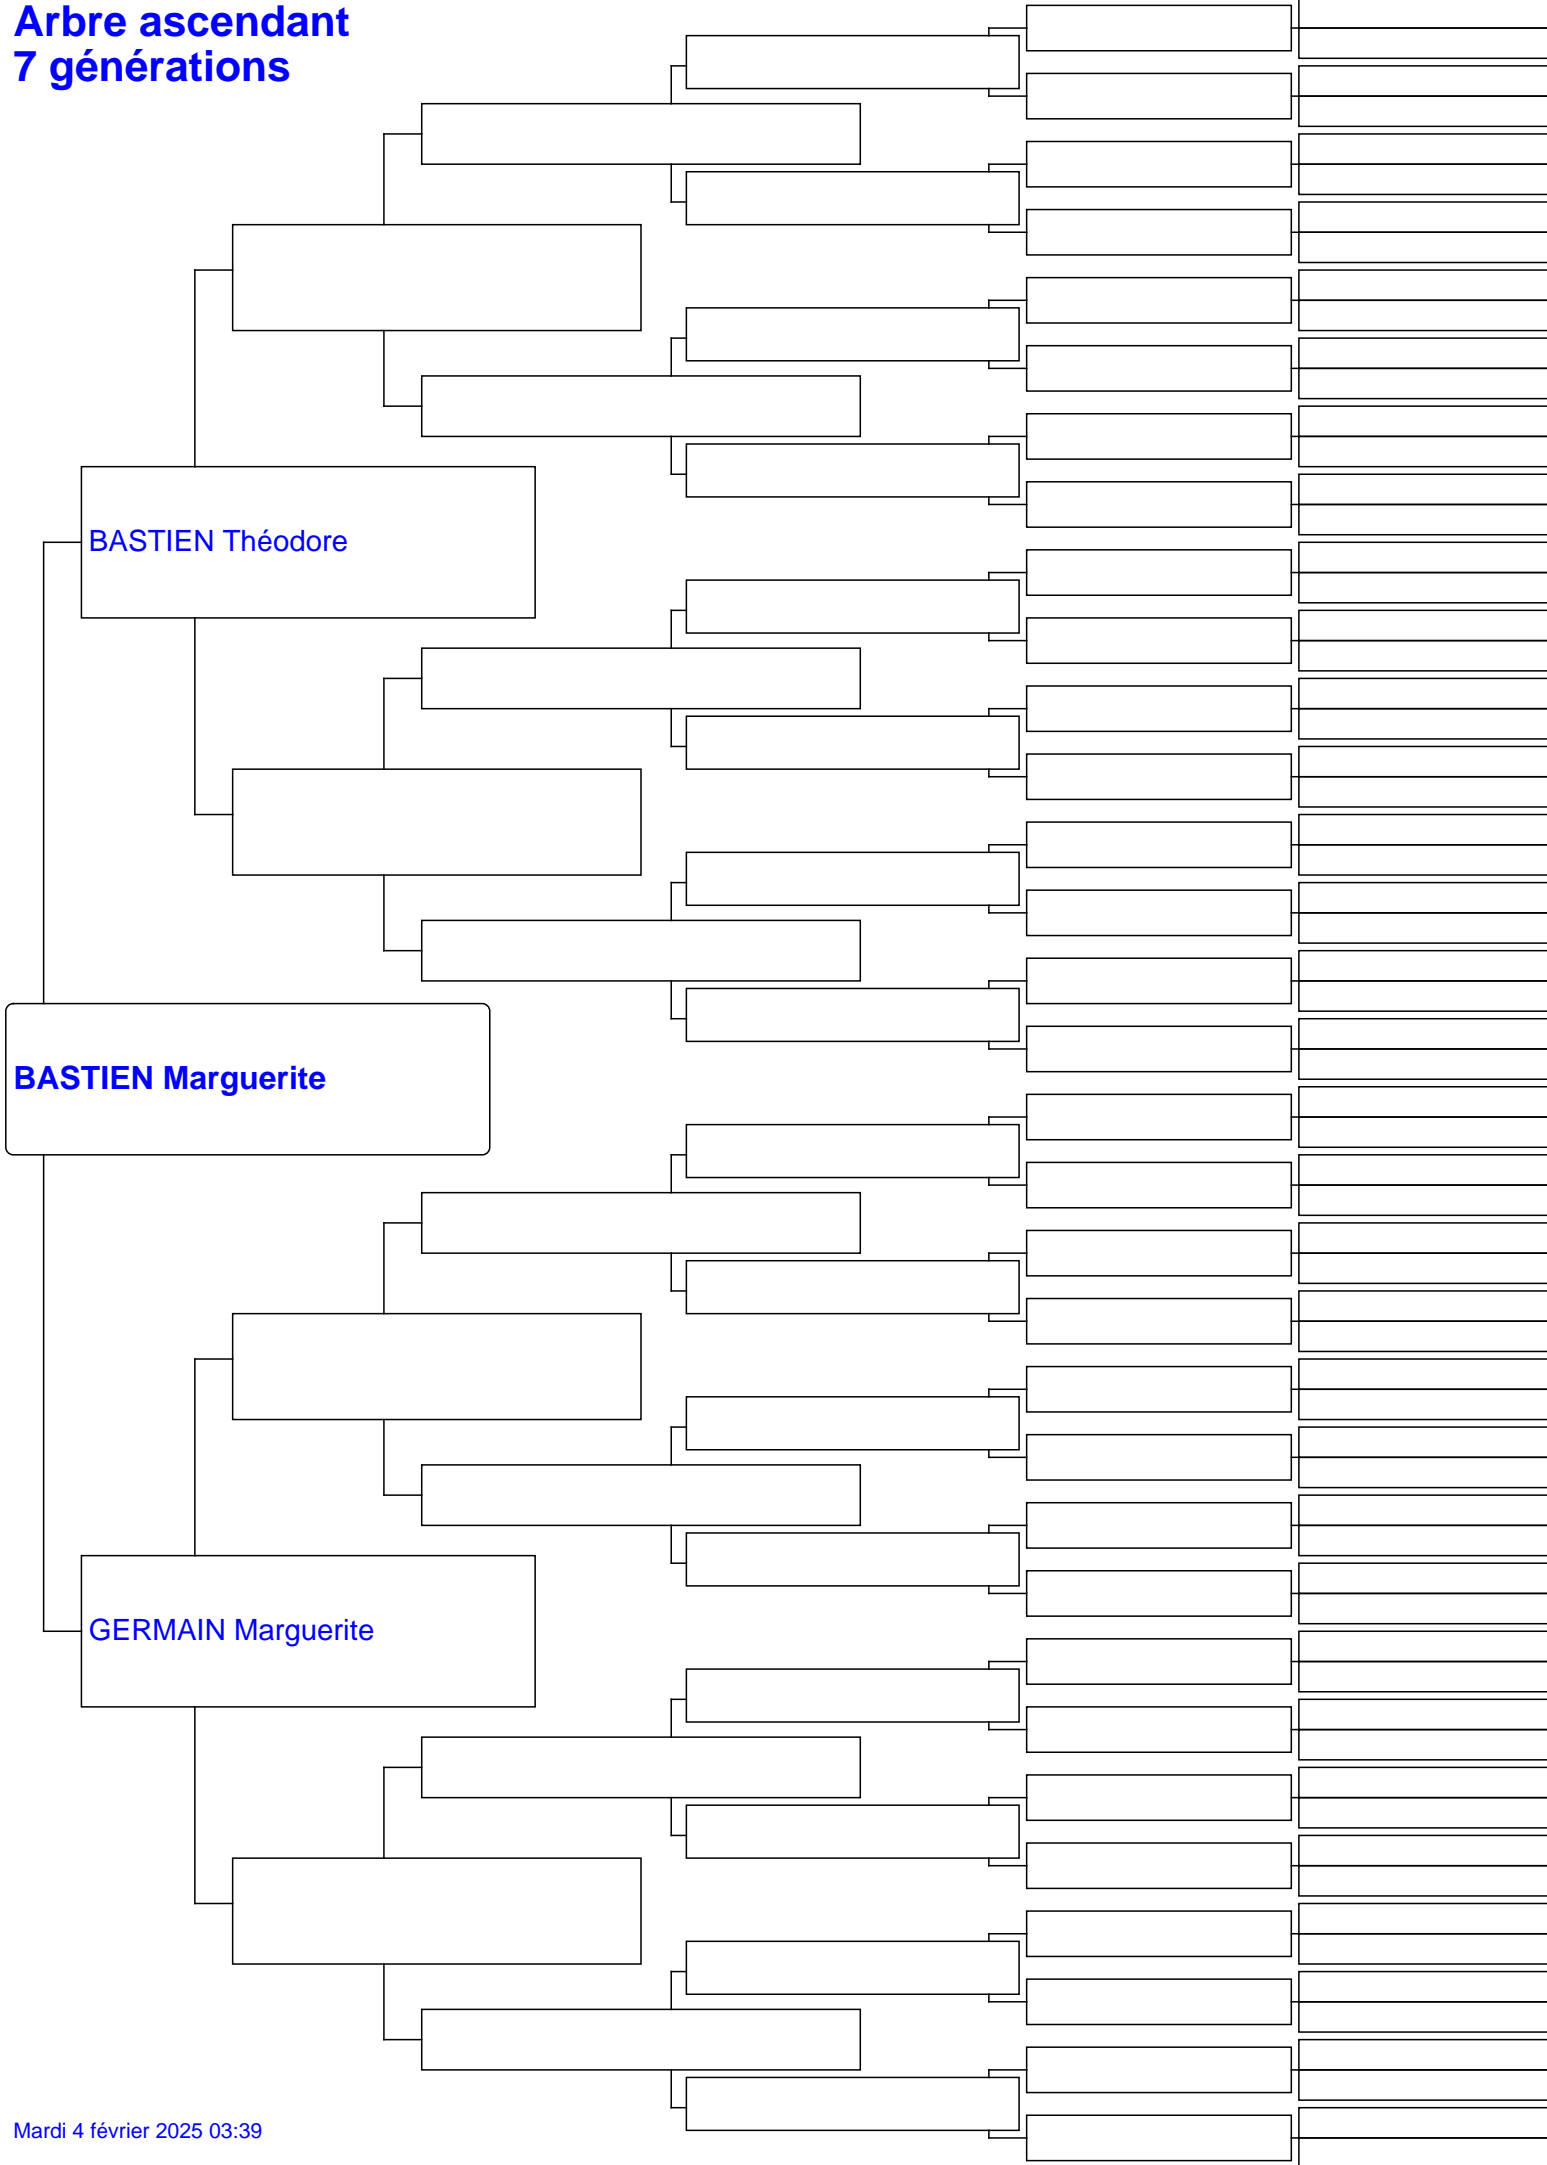 Arbre ascendant
7 générations
BASTIEN Théodore
BASTIEN Marguerite
GERMAIN Marguerite
Mardi 4 février 2025 03:39